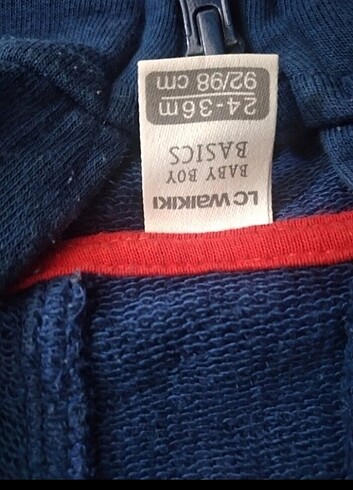 LC WAIKIKI
BABY BOY
BASICS
24-36m
92/98 cm